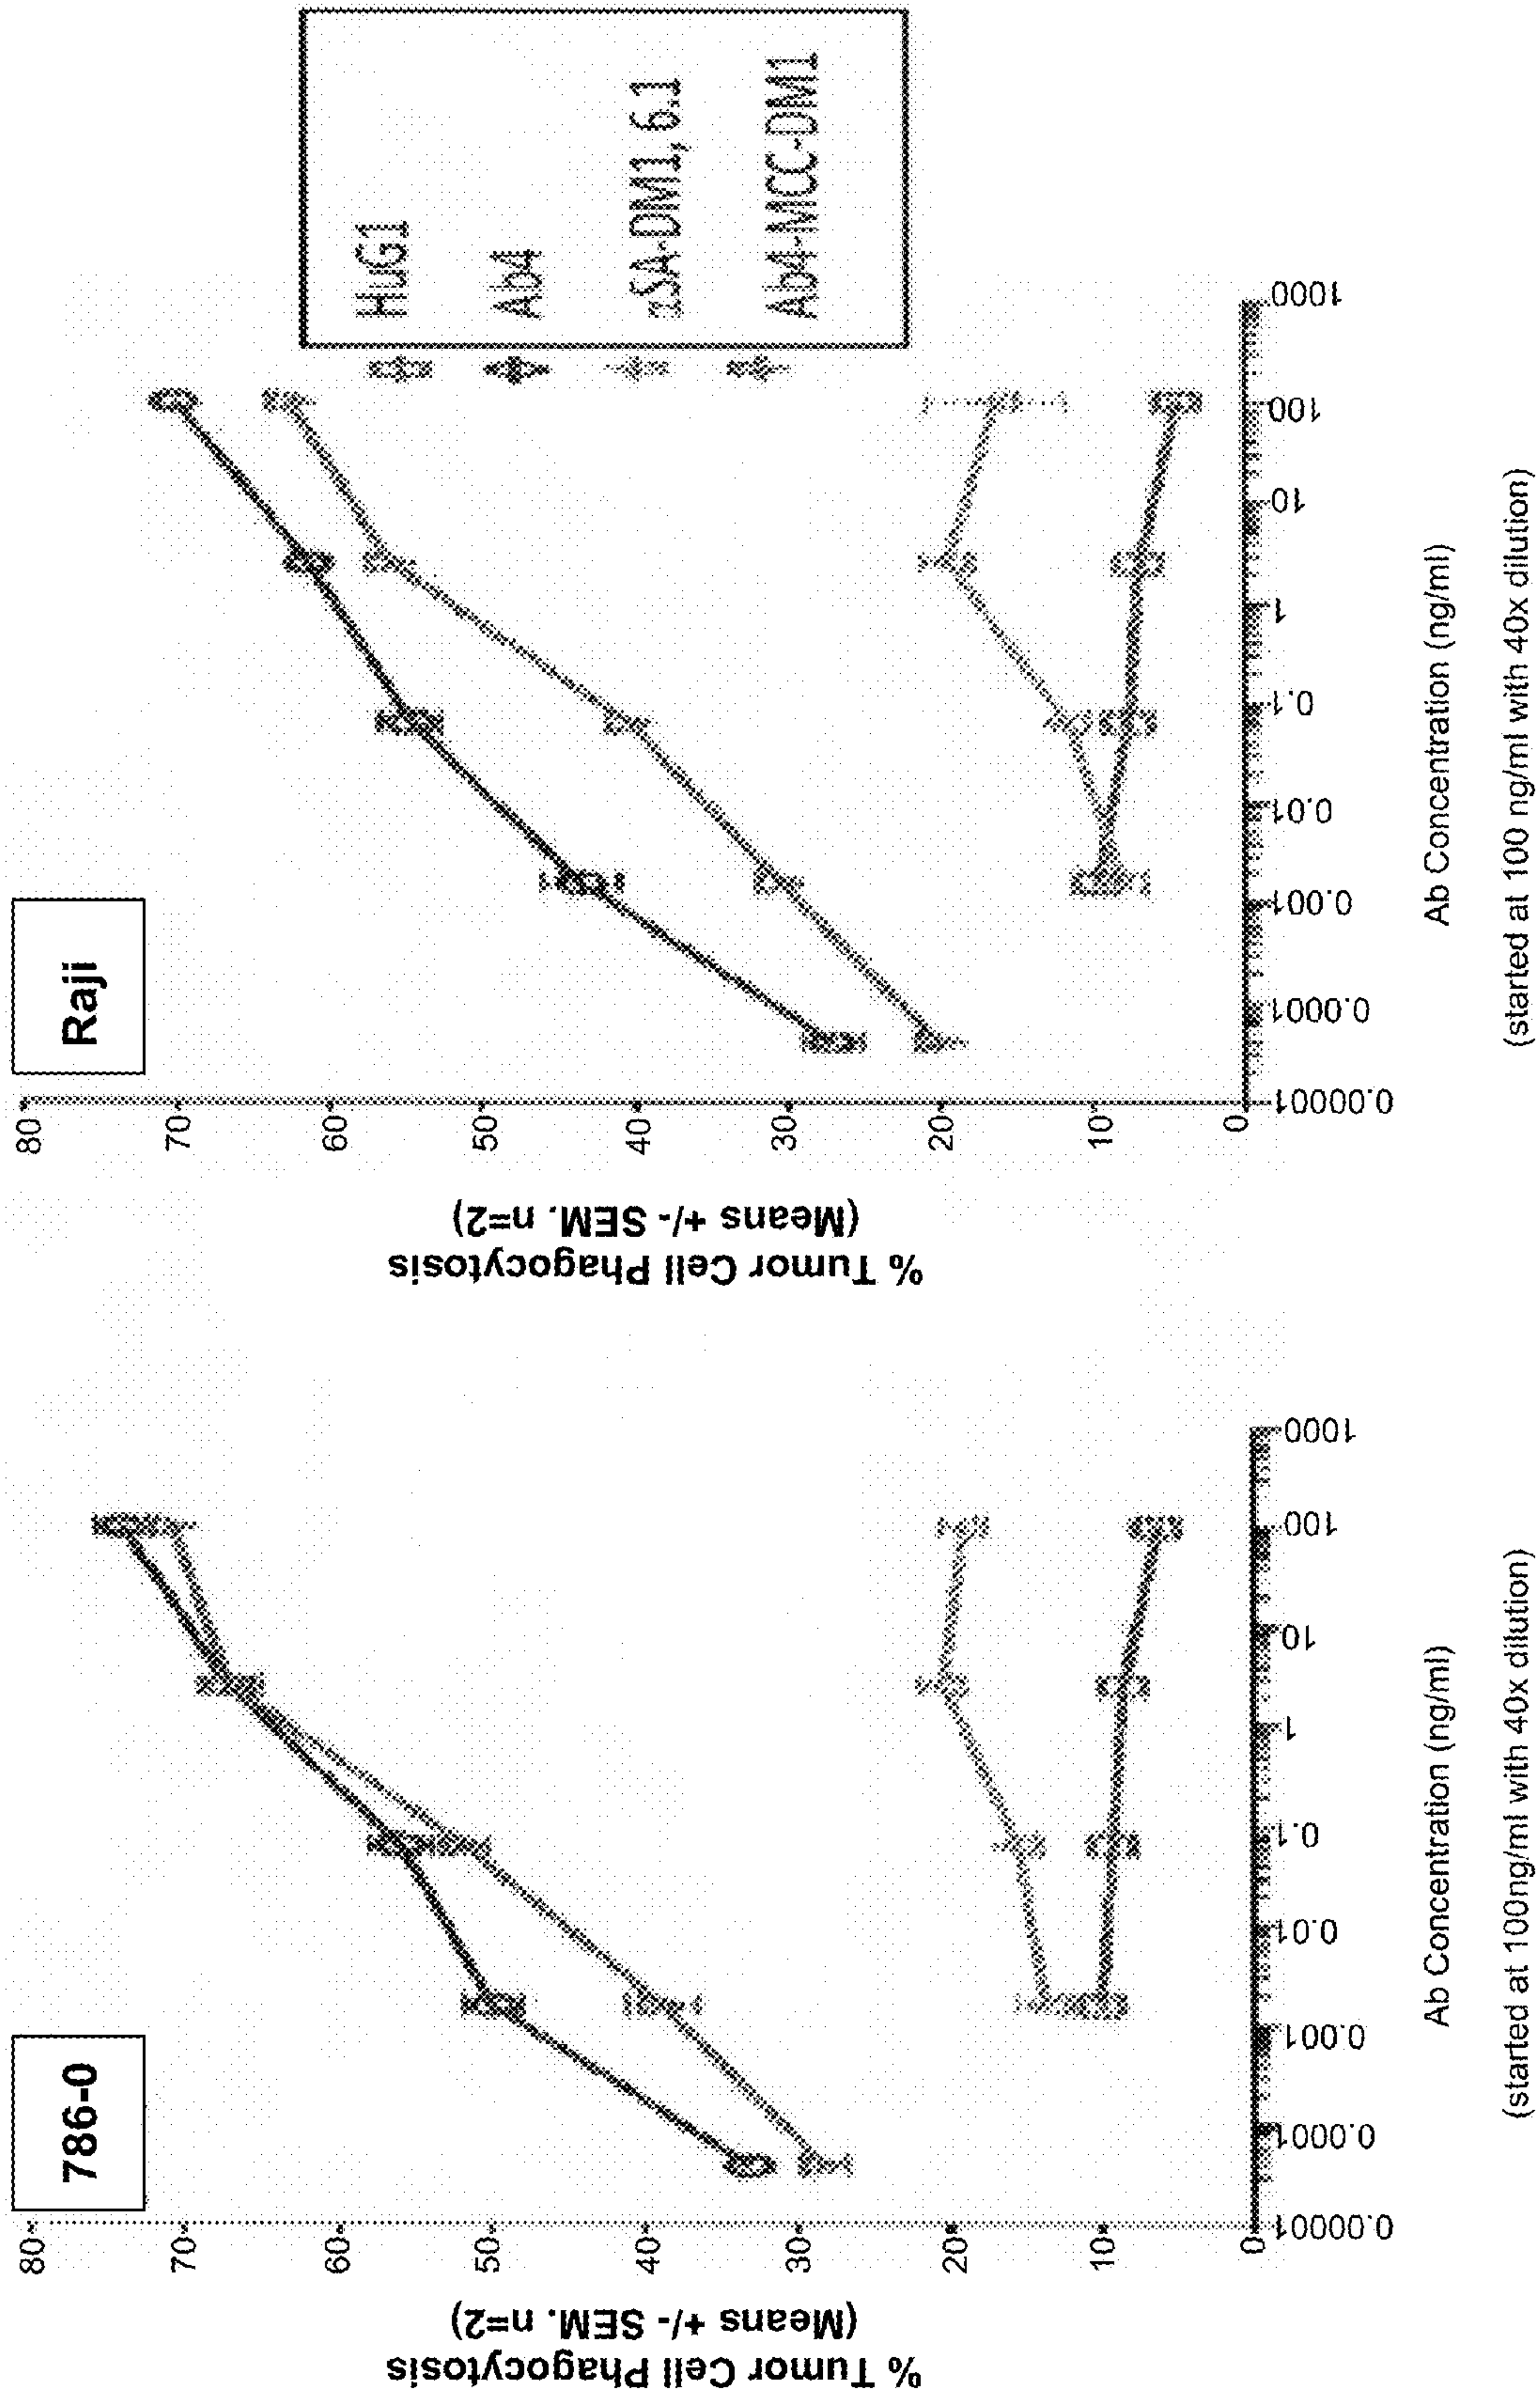 786-0
% Tumor Cell Phagocytosis
(Means +/- SEM. n=2)
80
70
60
50
40
30
20
10
0
0.00001
0.0001
0.001
0.01
0.1
1
10
100
1000
Ab Concentration (ng/ml)
(started at 100ng/ml with 40x dilution)
Raji
% Tumor Cell Phagocytosis
(Means +/- SEM. n=2)
80
70
60
50
40
30
20
10
0
0.00001
0.0001
0.001
0.01
0.1
1
10
100
1000
Ab Concentration (ng/ml)
(started at 100 ng/ml with 40x dilution)
HuG1
Ab4
αSA-DM1, 6.1
Ab4-MCC-DM1